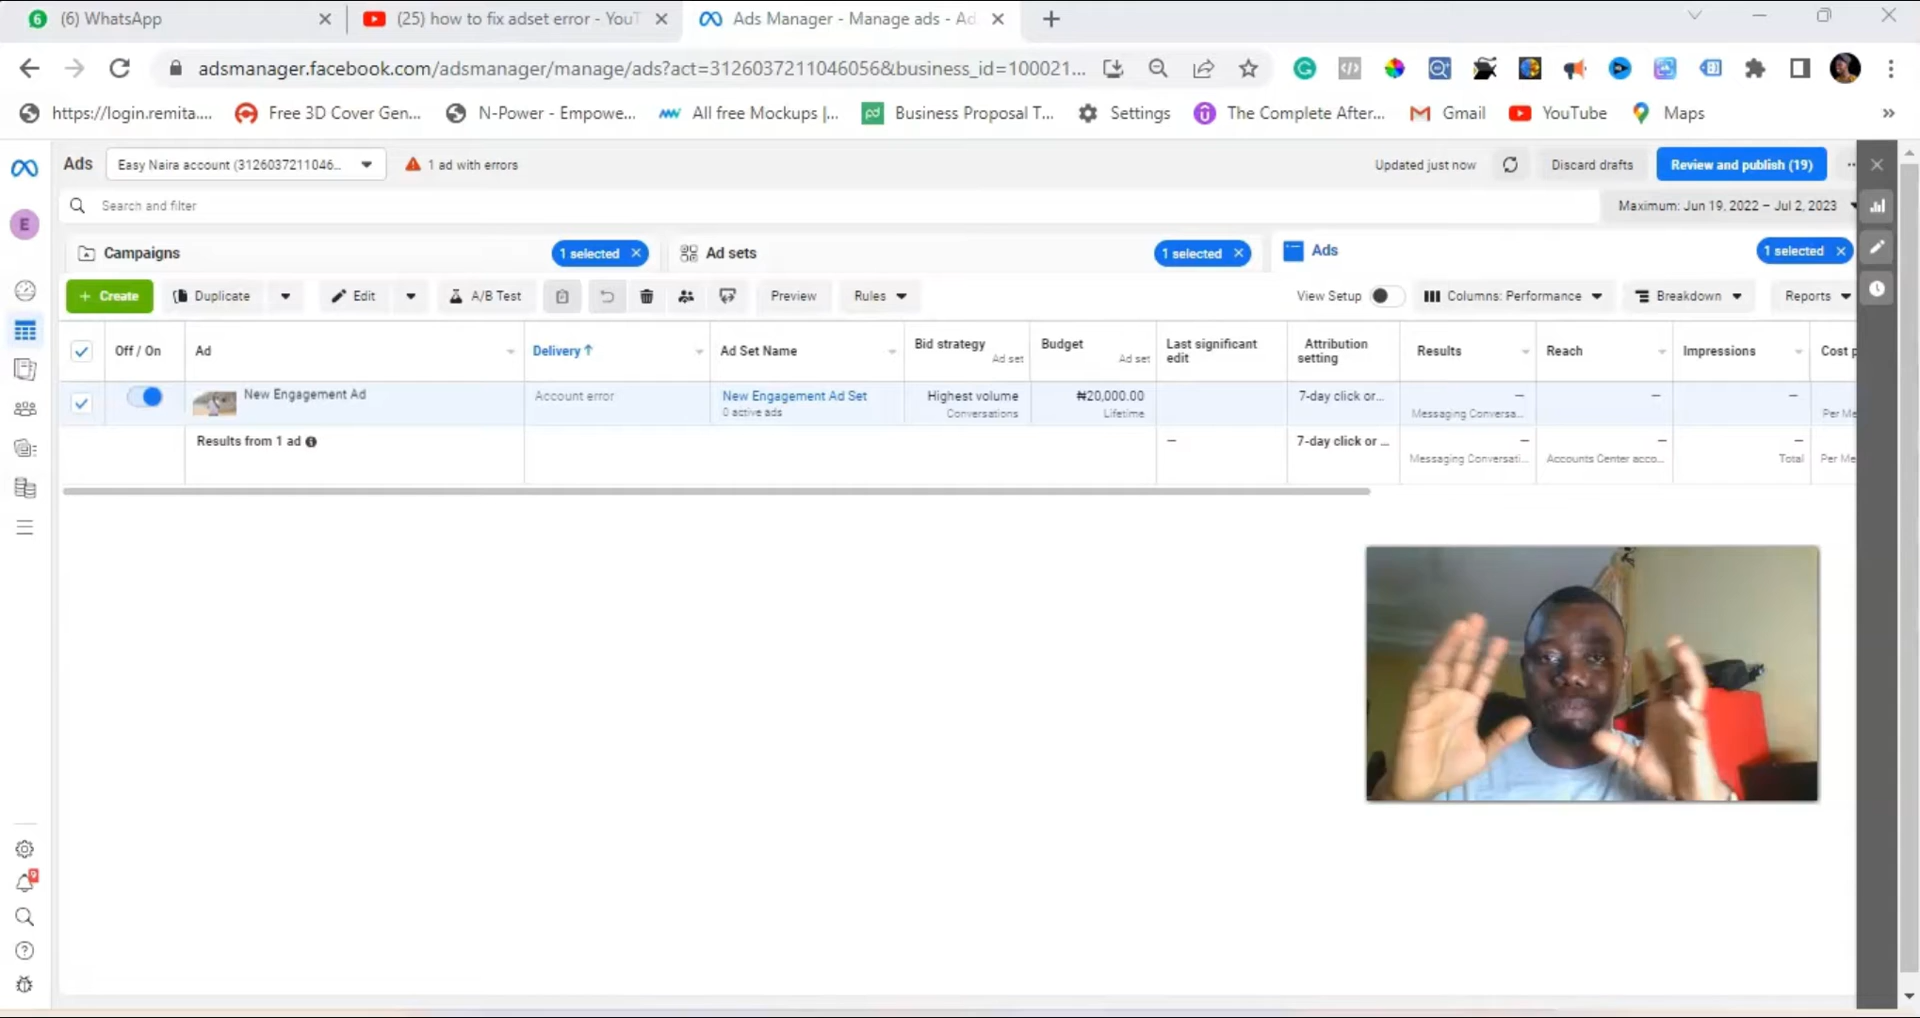 (6) WhatsApp
(25) how to fix adset error - YouT
Ads Manager - Manage ads - Ad
adsmanager.facebook.com/adsmanager/manage/ads?act=3126037211046056&business_id=100021...
https://login.remita....
Free 3D Cover Gen...
N-Power - Empowe...
All free Mockups |...
Business Proposal T...
Settings
The Complete After...
Gmail
YouTube
Maps
Ads
Easy Naira account (3126037211046...
1 ad with errors
Updated just now
Discard drafts
Review and publish (19)
E
Search and filter
Maximum: Jun 19, 2022 – Jul 2, 2023
Campaigns
1 selected
Ad sets
1 selected
Ads
1 selected
+ Create
Duplicate
Edit
A/B Test
Preview
Rules
View Setup
Columns: Performance
Breakdown
Reports
Off / On
Ad
Delivery ↑
Ad Set Name
Bid strategy
Ad set
Budget
Ad set
Last significant
edit
Attribution
setting
Results
Reach
Impressions
Cost p
New Engagement Ad
Account error
New Engagement Ad Set
0 active ads
Highest volume
Conversations
₦20,000.00
Lifetime
7-day click or...
—
Messaging Conversa...
—
—
Per Me
Results from 1 ad
—
7-day click or ...
—
Messaging Conversati...
—
Accounts Center acco...
—
Total
Per Me
9